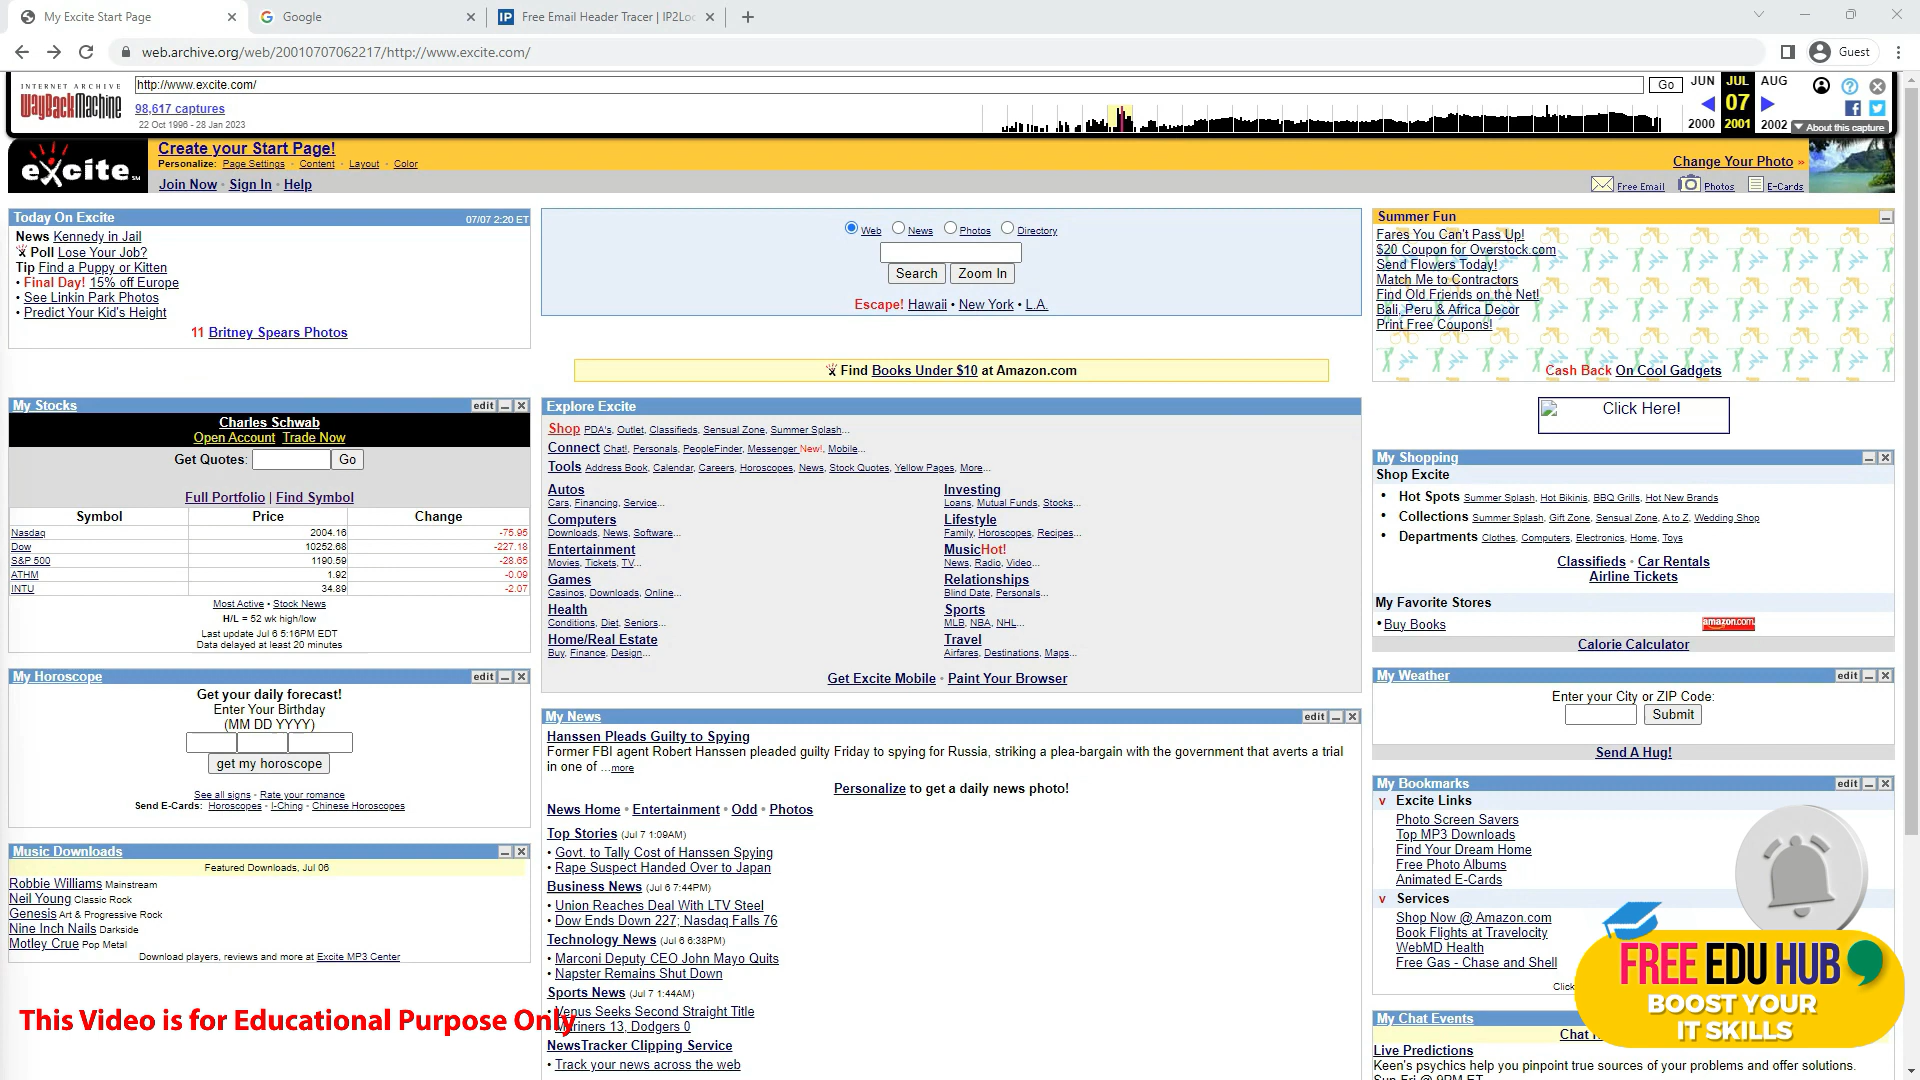 My Excite Start Page
Google
IP Free Email Header Tracer | IP2Loc
web.archive.org/web/20010707062217/http://www.excite.com/
Guest
INTERNET ARCHIVE
WayBackMachine
http://www.excite.com/
Go
98,617 captures
22 Oct 1996 - 28 Jan 2023
JUN JUL AUG
07
2000 2001 2002
About this capture
excite
Create your Start Page!
Personalize: Page Settings · Content · Layout · Color
Join Now · Sign In · Help
Change Your Photo »
Free Email Photos E-Cards
Today On Excite 07/07 2:20 ET
News Kennedy in Jail
Poll Lose Your Job?
Tip Find a Puppy or Kitten
• Final Day! 15% off Europe
• See Linkin Park Photos
• Predict Your Kid's Height
11 Britney Spears Photos
My Stocks edit
Charles Schwab
Open Account Trade Now
Get Quotes: Go
Full Portfolio | Find Symbol
Symbol Price Change
Nasdaq 2004.16 -75.95
Dow 10252.68 -227.18
S&P 500 1190.59 -28.65
ATHM 1.92 -0.09
INTU 34.89 -2.07
Most Active • Stock News
H/L = 52 wk high/low
Last update Jul 6 5:16PM EDT
Data delayed at least 20 minutes
My Horoscope edit
Get your daily forecast!
Enter Your Birthday
(MM DD YYYY)
get my horoscope
See all signs · Rate your romance
Send E-Cards: Horoscopes · I-Ching · Chinese Horoscopes
Music Downloads
Featured Downloads, Jul 06
Robbie Williams Mainstream
Neil Young Classic Rock
Genesis Art & Progressive Rock
Nine Inch Nails Darkside
Motley Crue Pop Metal
Download players, reviews and more at Excite MP3 Center
This Video is for Educational Purpose Only
Web News Photos Directory
Search Zoom In
Escape! Hawaii • New York • L.A.
Find Books Under $10 at Amazon.com
Explore Excite
Shop PDA's, Outlet, Classifieds, Sensual Zone, Summer Splash...
Connect Chat!, Personals, PeopleFinder, Messenger New!, Mobile...
Tools Address Book, Calendar, Careers, Horoscopes, News, Stock Quotes, Yellow Pages, More...
Autos
Cars, Financing, Service...
Computers
Downloads, News, Software...
Entertainment
Movies, Tickets, TV...
Games
Casinos, Downloads, Online...
Health
Conditions, Diet, Seniors...
Home/Real Estate
Buy, Finance, Design...
Investing
Loans, Mutual Funds, Stocks...
Lifestyle
Family, Horoscopes, Recipes...
MusicHot!
News, Radio, Video...
Relationships
Blind Date, Personals...
Sports
MLB, NBA, NHL...
Travel
Airfares, Destinations, Maps...
Get Excite Mobile • Paint Your Browser
My News edit
Hanssen Pleads Guilty to Spying
Former FBI agent Robert Hanssen pleaded guilty Friday to spying for Russia, striking a plea-bargain with the government that averts a trial
in one of ...more
Personalize to get a daily news photo!
News Home • Entertainment • Odd • Photos
Top Stories (Jul 7 1:09AM)
• Govt. to Tally Cost of Hanssen Spying
• Rape Suspect Handed Over to Japan
Business News (Jul 6 7:44PM)
• Union Reaches Deal With LTV Steel
• Dow Ends Down 227; Nasdaq Falls 76
Technology News (Jul 6 6:38PM)
• Marconi Deputy CEO John Mayo Quits
• Napster Remains Shut Down
Sports News (Jul 7 1:44AM)
Venus Seeks Second Straight Title
Mariners 13, Dodgers 0
NewsTracker Clipping Service
• Track your news across the web
Summer Fun
Fares You Can't Pass Up!
$20 Coupon for Overstock.com
Send Flowers Today!
Match Me to Contractors
Find Old Friends on the Net!
Bali, Peru & Africa Decor
Print Free Coupons!
Cash Back On Cool Gadgets
Click Here!
My Shopping
Shop Excite
• Hot Spots Summer Splash, Hot Bikinis, BBQ Grills, Hot New Brands
• Collections Summer Splash, Gift Zone, Sensual Zone, A to Z, Wedding Shop
• Departments Clothes, Computers, Electronics, Home, Toys
Classifieds • Car Rentals
Airline Tickets
My Favorite Stores
• Buy Books amazon.com
Calorie Calculator
My Weather edit
Enter your City or ZIP Code:
Submit
Send A Hug!
My Bookmarks edit
v Excite Links
Photo Screen Savers
Top MP3 Downloads
Find Your Dream Home
Free Photo Albums
Animated E-Cards
v Services
Shop Now @ Amazon.com
Book Flights at Travelocity
WebMD Health
Free Gas - Chase and Shell
Click
My Chat Events
Chat
Live Predictions
Keen's psychics help you pinpoint true sources of your problems and offer solutions.
Sun-Fri @ 9PM ET
FREE EDU HUB
BOOST YOUR
IT SKILLS